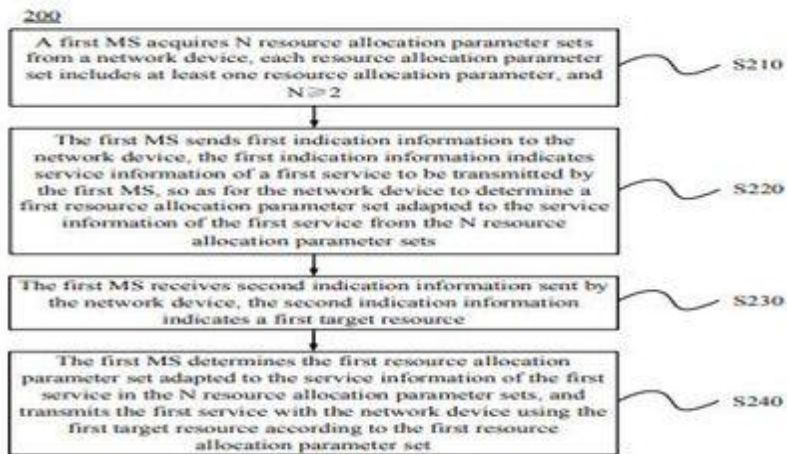 200
A first MS acquires N resource allocation parameter sets
from a network device, each resource allocation parameter
set includes at least one resource allocation parameter, and
N≥2
S210
The first MS sends first indication information to the
network device, the first indication information indicates
service information of a first service to be transmitted by
the first MS, so as for the network device to determine a
first resource allocation parameter set adapted to the service
information of the first service from the N resource
allocation parameter sets
S220
The first MS receives second indication information sent by
the network device, the second indication information
indicates a first target resource
S230
The first MS determines the first resource allocation
parameter set adapted to the service information of the first
service in the N resource allocation parameter sets, and
transmits the first service with the network device using the
first target resource according to the first resource
allocation parameter set
S240